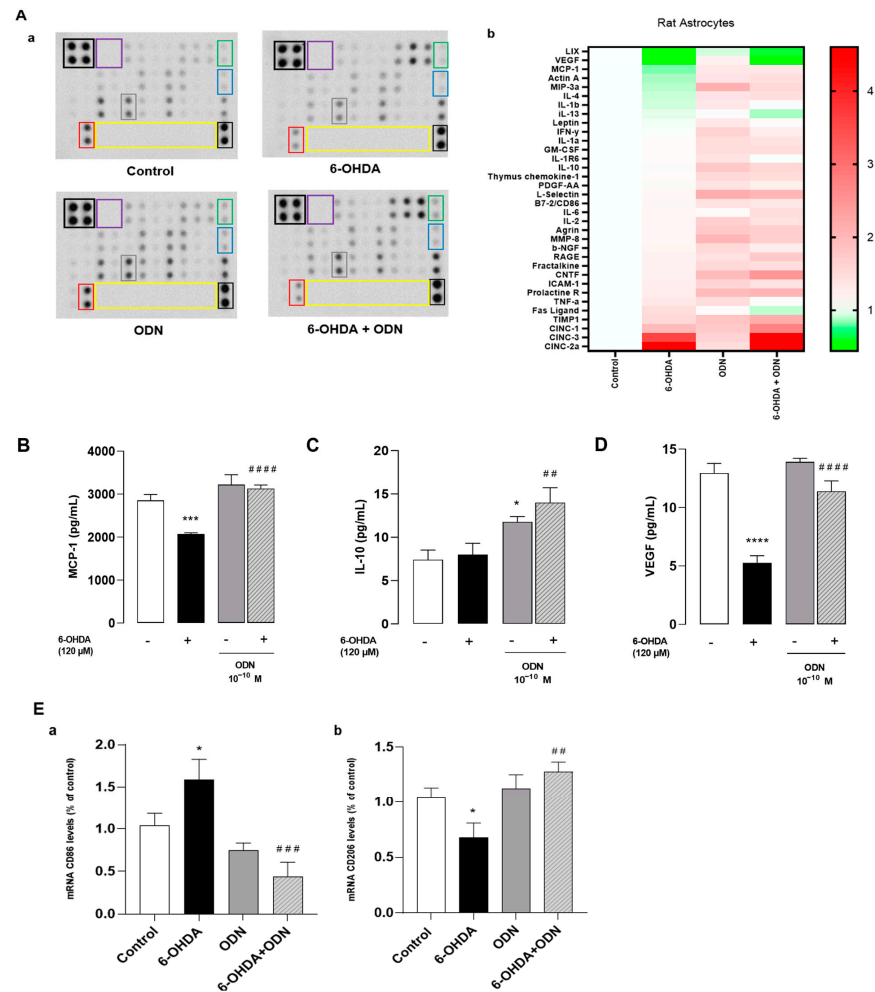 A
a
Control
6-OHDA
ODN
6-OHDA + ODN
b
Rat Astrocytes
LIX
VEGF
MCP-1
Actin A
MIP-3a
IL-4
IL-1b
iL-13
Leptin
IFN-y
IL-1a
GM-CSF
IL-1R6
IL-10
Thymus chemokine-1
PDGF-AA
L-Selectin
B7-2/CD86
IL-6
IL-2
Agrin
MMP-8
b-NGF
RAGE
Fractalkine
CNTF
ICAM-1
Prolactine R
TNF-a
Fas Ligand
TIMP1
CINC-1
CINC-3
CINC-2a
Control
6-OHDA
ODN
6-OHDA + ODN
4
3
2
1
B
MCP-1 (pg/mL)
4000
3000
2000
1000
0
***
####
6-OHDA
(120 µM)
- + - +
ODN
10⁻¹⁰ M
C
IL-10 (pg/mL)
20
15
10
5
0
*
##
6-OHDA
(120 µM)
- + - +
ODN
10⁻¹⁰ M
D
VEGF (pg/mL)
15
10
5
0
****
####
6-OHDA
(120 µM)
- + - +
ODN
10⁻¹⁰ M
E
a
mRNA CD86 levels (% of control)
2.0
1.5
1.0
0.5
0.0
*
###
Control
6-OHDA
ODN
6-OHDA+ODN
b
mRNA CD206 levels (% of control)
1.5
1.0
0.5
0.0
*
##
Control
6-OHDA
ODN
6-OHDA+ODN